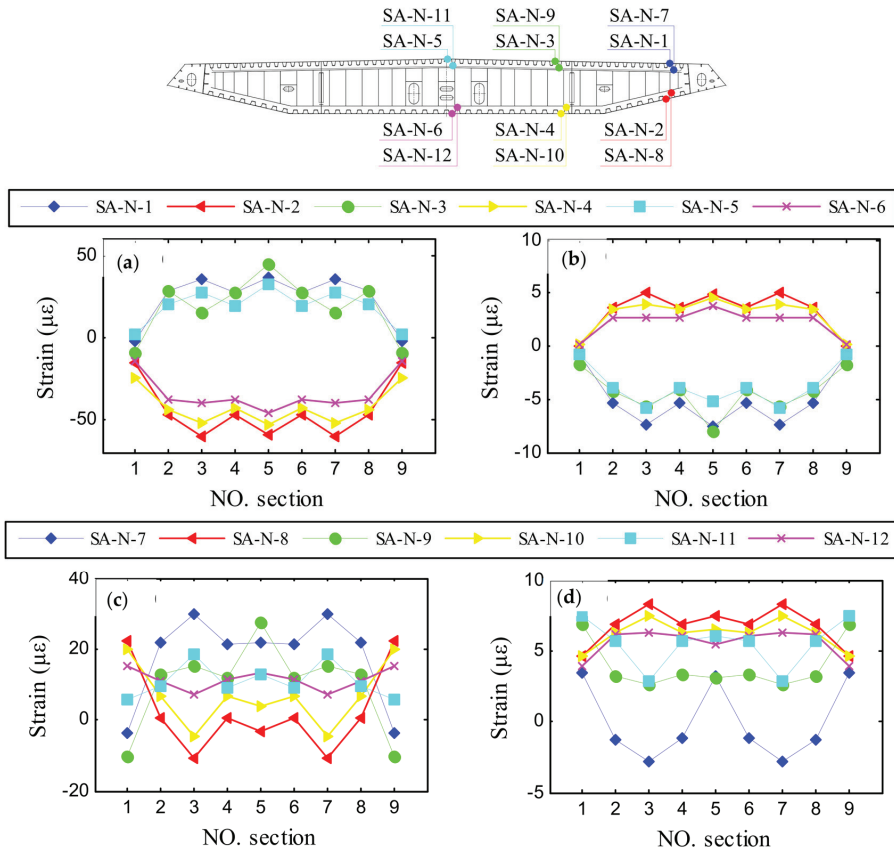 SA-N-11 SA-N-9 SA-N-7
SA-N-5 SA-N-3 SA-N-1
SA-N-6 SA-N-4 SA-N-2
SA-N-12 SA-N-10 SA-N-8
SA-N-1 SA-N-2 SA-N-3 SA-N-4 SA-N-5 SA-N-6
(a)
50
0
-50
Strain (με)
1 2 3 4 5 6 7 8 9
NO. section
(b)
10
5
0
-5
-10
Strain (με)
1 2 3 4 5 6 7 8 9
NO. section
SA-N-7 SA-N-8 SA-N-9 SA-N-10 SA-N-11 SA-N-12
(c)
40
20
0
-20
Strain (με)
1 2 3 4 5 6 7 8 9
NO. section
(d)
10
5
0
-5
Strain (με)
1 2 3 4 5 6 7 8 9
NO. section